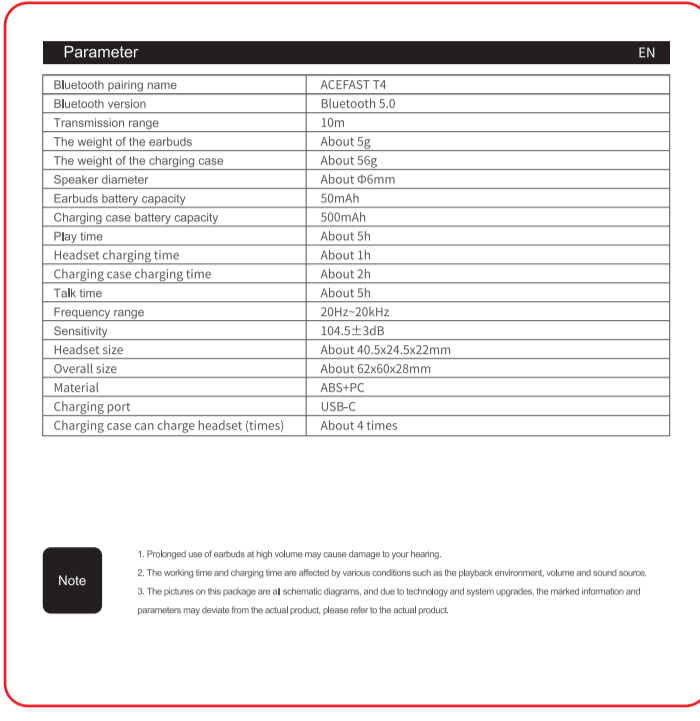 Parameter EN
Bluetooth pairing name ACEFAST T4
Bluetooth version Bluetooth 5.0
Transmission range 10m
The weight of the earbuds About 5g
The weight of the charging case About 56g
Speaker diameter About Φ6mm
Earbuds battery capacity 50mAh
Charging case battery capacity 500mAh
Play time About 5h
Headset charging time About 1h
Charging case charging time About 2h
Talk time About 5h
Frequency range 20Hz~20kHz
Sensitivity 104.5±3dB
Headset size About 40.5x24.5x22mm
Overall size About 62x60x28mm
Material ABS+PC
Charging port USB-C
Charging case can charge headset (times) About 4 times
Note
1. Prolonged use of earbuds at high volume may cause damage to your hearing.
2. The working time and charging time are affected by various conditions such as the playback environment, volume and sound source.
3. The pictures on this package are all schematic diagrams, and due to technology and system upgrades, the marked information and
parameters may deviate from the actual product, please refer to the actual product.